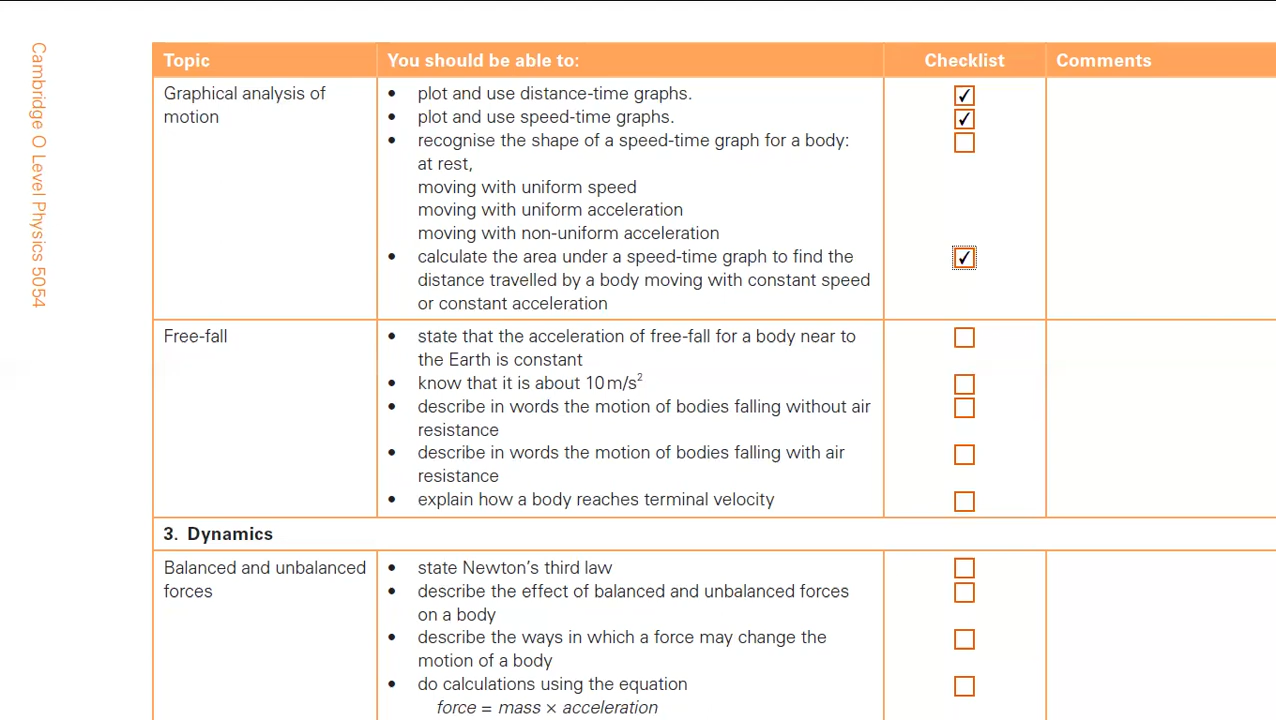 Cambridge O Level Physics 5054
Topic You should be able to: Checklist Comments
Graphical analysis of motion
• plot and use distance-time graphs.
• plot and use speed-time graphs.
• recognise the shape of a speed-time graph for a body:
at rest,
moving with uniform speed
moving with uniform acceleration
moving with non-uniform acceleration
• calculate the area under a speed-time graph to find the
distance travelled by a body moving with constant speed
or constant acceleration
Free-fall
• state that the acceleration of free-fall for a body near to
the Earth is constant
• know that it is about 10 m/s²
• describe in words the motion of bodies falling without air
resistance
• describe in words the motion of bodies falling with air
resistance
• explain how a body reaches terminal velocity
3. Dynamics
Balanced and unbalanced
forces
• state Newton's third law
• describe the effect of balanced and unbalanced forces
on a body
• describe the ways in which a force may change the
motion of a body
• do calculations using the equation
force = mass × acceleration